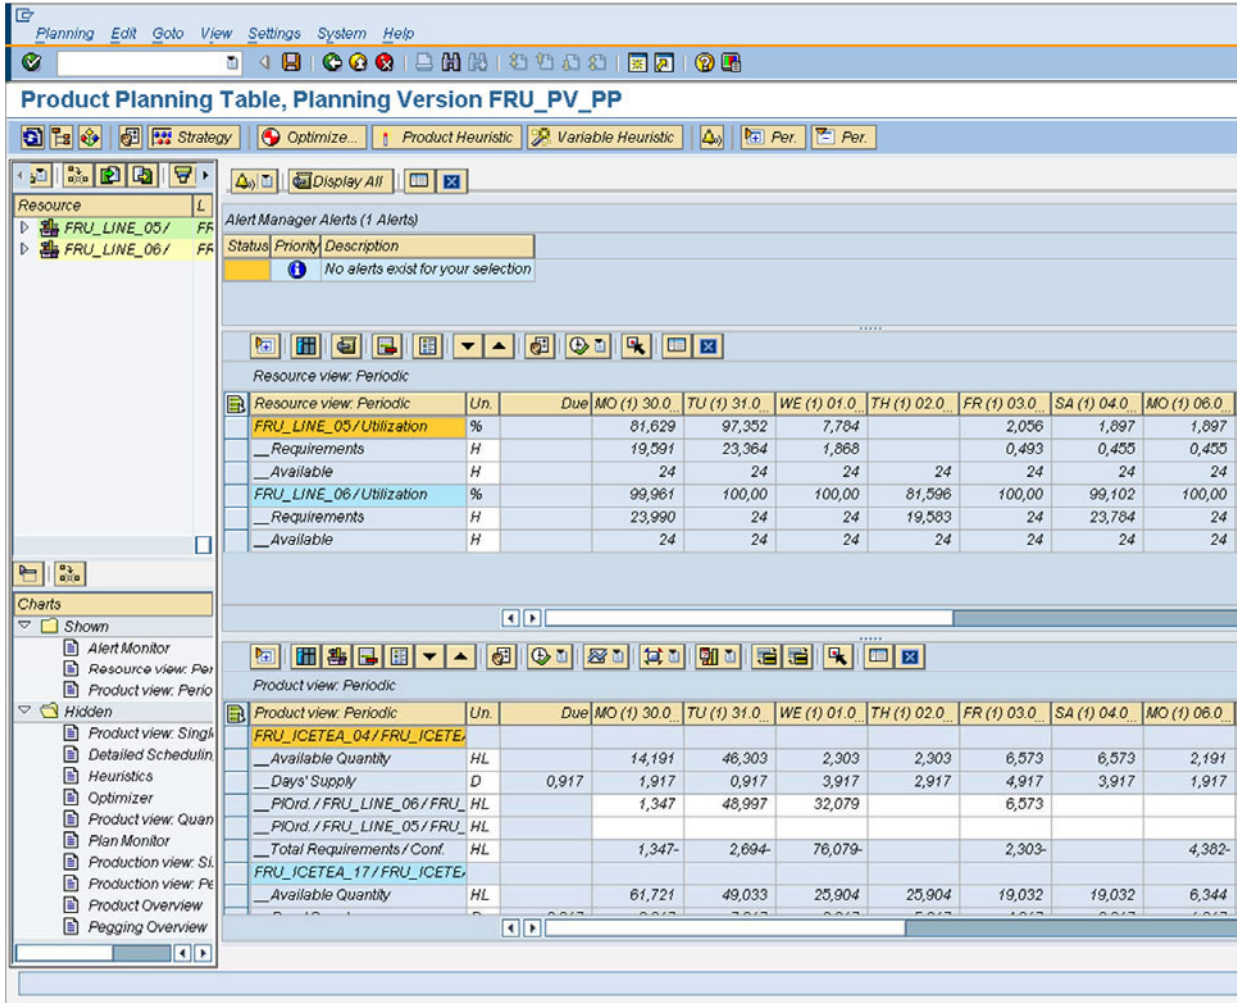 Planning Edit Goto View Settings System Help
Product Planning Table, Planning Version FRU_PV_PP
Strategy Optimize... Product Heuristic Variable Heuristic Per. Per.
Display All
Resource L
FRU_LINE_05/ FR
FRU_LINE_06/ FR
Alert Manager Alerts (1 Alerts)
Status Priority Description
No alerts exist for your selection
Resource view: Periodic
Resource view: Periodic Un. Due MO (1) 30.0... TU (1) 31.0... WE (1) 01.0... TH (1) 02.0... FR (1) 03.0... SA (1) 04.0... MO (1) 06.0...
FRU_LINE_05/Utilization % 81,629 97,352 7,784 2,056 1,897 1,897
__Requirements H 19,591 23,364 1,868 0,493 0,455 0,455
__Available H 24 24 24 24 24 24 24
FRU_LINE_06/Utilization % 99,961 100,00 100,00 81,596 100,00 99,102 100,00
__Requirements H 23,990 24 24 19,583 24 23,784 24
__Available H 24 24 24 24 24 24 24
Charts
Shown
Alert Monitor
Resource view: Per
Product view: Perio
Hidden
Product view: Singl
Detailed Schedulin
Heuristics
Optimizer
Product view: Quan
Plan Monitor
Production view: Si
Production view: Pe
Product Overview
Pegging Overview
Product view: Periodic
Product view: Periodic Un. Due MO (1) 30.0... TU (1) 31.0... WE (1) 01.0... TH (1) 02.0... FR (1) 03.0... SA (1) 04.0... MO (1) 06.0...
FRU_ICETEA_04/FRU_ICETE
__Available Quantity HL 14,191 46,303 2,303 2,303 6,573 6,573 2,191
__Days' Supply D 0,917 1,917 0,917 3,917 2,917 4,917 3,917 1,917
__PlOrd./FRU_LINE_06/FRU_ HL 1,347 48,997 32,079 6,573
__PlOrd./FRU_LINE_05/FRU_ HL
__Total Requirements/Conf. HL 1,347- 2,694- 76,079- 2,303- 4,382-
FRU_ICETEA_17/FRU_ICETE
__Available Quantity HL 61,721 49,033 25,904 25,904 19,032 19,032 6,344